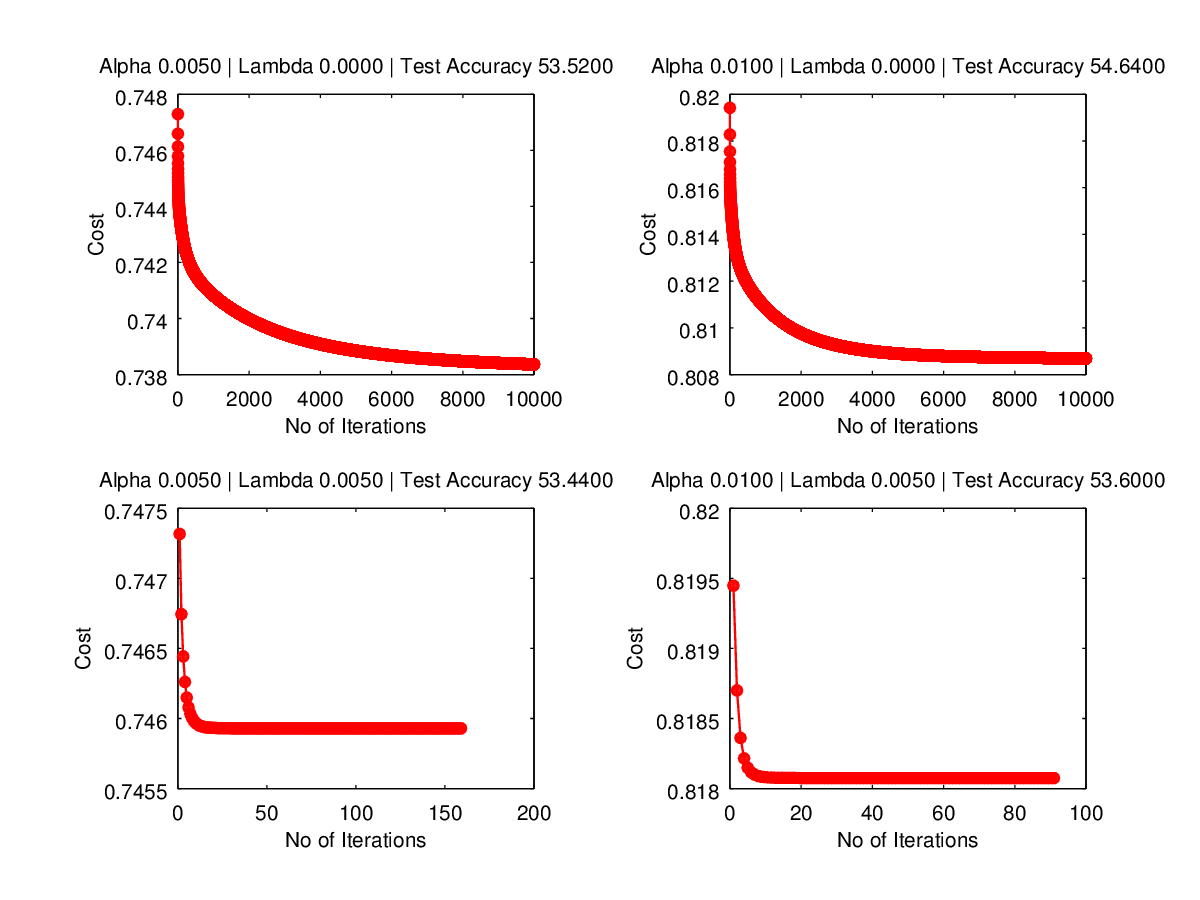 Alpha 0.0050 | Lambda 0.0000 | Test Accuracy 53.5200
0.748
0.746
0.744
0.742
0.74
0.738
Cost
0 2000 4000 6000 8000 10000
No of Iterations
Alpha 0.0100 | Lambda 0.0000 | Test Accuracy 54.6400
0.82
0.818
0.816
0.814
0.812
0.81
0.808
Cost
0 2000 4000 6000 8000 10000
No of Iterations
Alpha 0.0050 | Lambda 0.0050 | Test Accuracy 53.4400
0.7475
0.747
0.7465
0.746
0.7455
Cost
0 50 100 150 200
No of Iterations
Alpha 0.0100 | Lambda 0.0050 | Test Accuracy 53.6000
0.82
0.8195
0.819
0.8185
0.818
Cost
0 20 40 60 80 100
No of Iterations